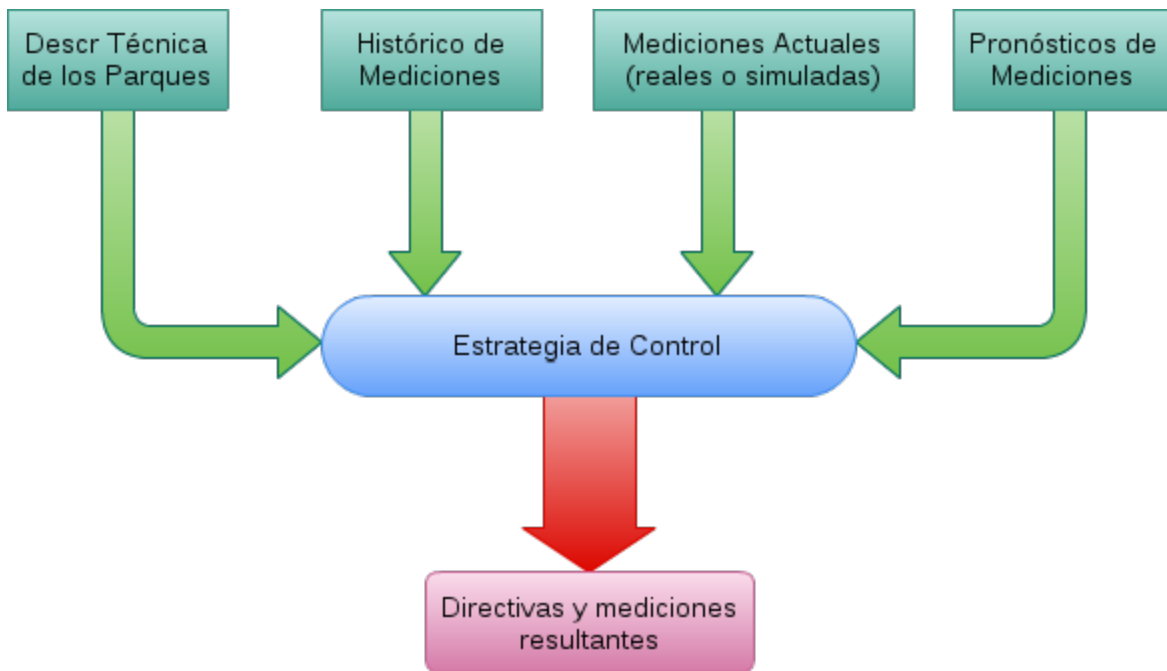 Descr Técnica
de los Parques
Histórico de
Mediciones
Mediciones Actuales
(reales o simuladas)
Pronósticos de
Mediciones
Estrategia de Control
Directivas y mediciones
resultantes